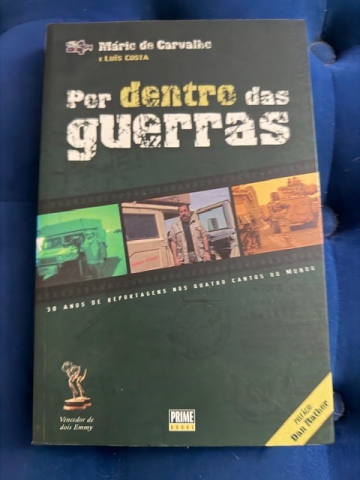 Mário de Carvalho
e Luís Costa
Por dentro das
guerras
30 anos de reportagens nos quatro cantos do Mundo
Vencedor de
dois Emmy
PRIME
BOOKS
PREFÁCIO
Dan Rather